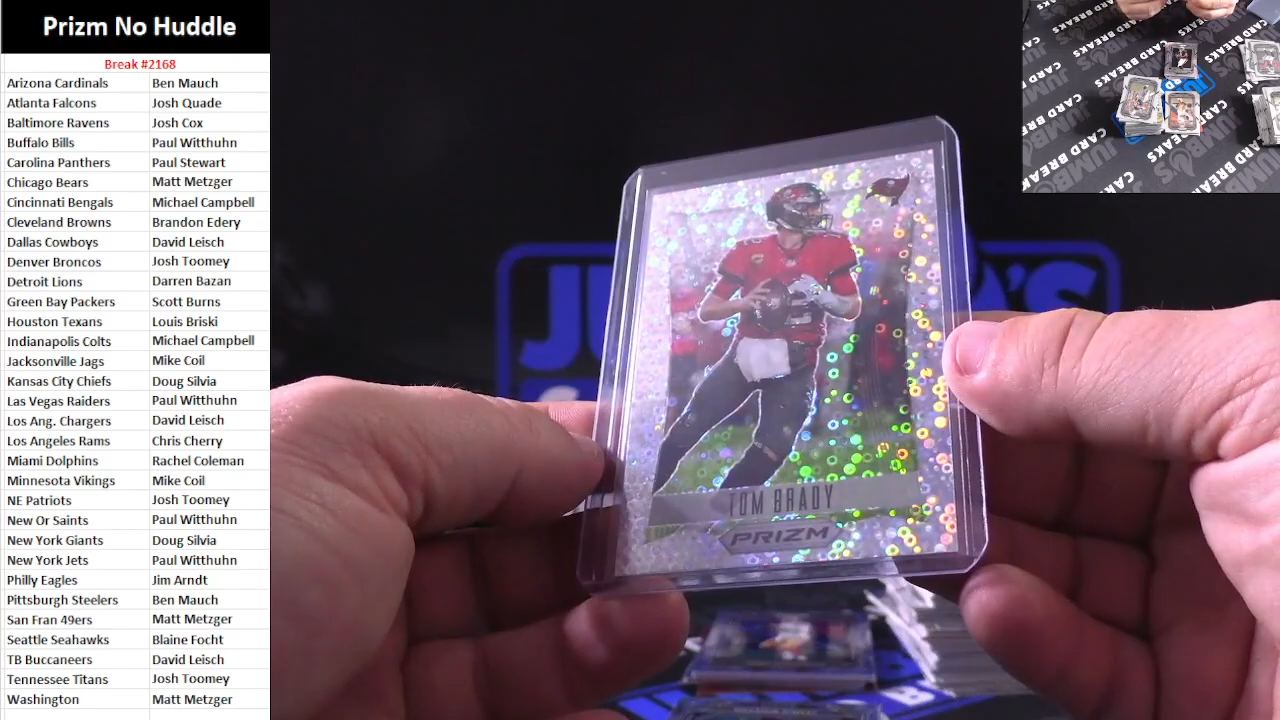 Prizm No Huddle
Break #2168
Arizona Cardinals Ben Mauch
Atlanta Falcons Josh Quade
Baltimore Ravens Josh Cox
Buffalo Bills Paul Witthuhn
Carolina Panthers Paul Stewart
Chicago Bears Matt Metzger
Cincinnati Bengals Michael Campbell
Cleveland Browns Brandon Edery
Dallas Cowboys David Leisch
Denver Broncos Josh Toomey
Detroit Lions Darren Bazan
Green Bay Packers Scott Burns
Houston Texans Louis Briski
Indianapolis Colts Michael Campbell
Jacksonville Jags Mike Coil
Kansas City Chiefs Doug Silvia
Las Vegas Raiders Paul Witthuhn
Los Ang. Chargers David Leisch
Los Angeles Rams Chris Cherry
Miami Dolphins Rachel Coleman
Minnesota Vikings Mike Coil
NE Patriots Josh Toomey
New Or Saints Paul Witthuhn
New York Giants Doug Silvia
New York Jets Paul Witthuhn
Philly Eagles Jim Arndt
Pittsburgh Steelers Ben Mauch
San Fran 49ers Matt Metzger
Seattle Seahawks Blaine Focht
TB Buccaneers David Leisch
Tennessee Titans Josh Toomey
Washington Matt Metzger
TOM BRADY
PRIZM
CARD BREAKS
CARD BREAKS